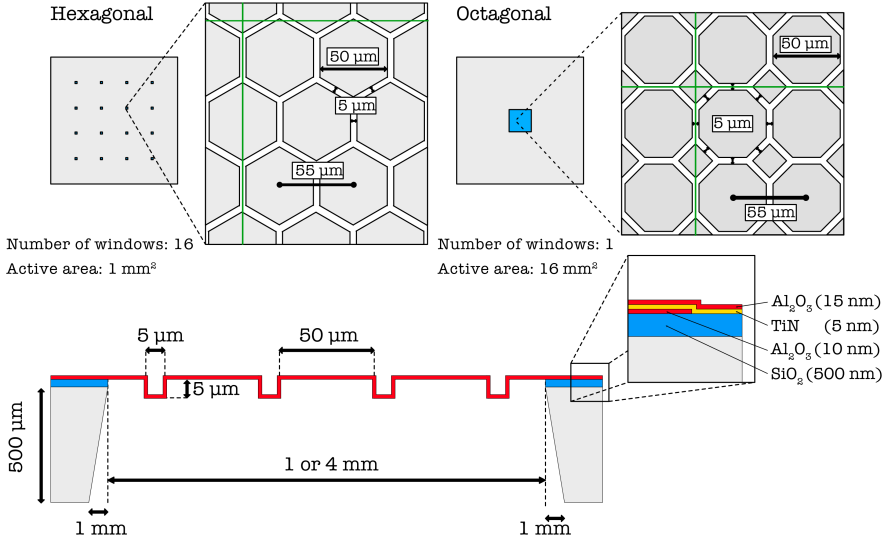 Hexagonal
50 μm
5 μm
55 μm
Number of windows: 16
Active area: 1 mm²
Octagonal
50 μm
5 μm
55 μm
Number of windows: 1
Active area: 16 mm²
Al₂O₃ (15 nm)
TiN (5 nm)
Al₂O₃ (10 nm)
SiO₂ (500 nm)
5 μm
50 μm
5 μm
500 μm
1 or 4 mm
1 mm
1 mm